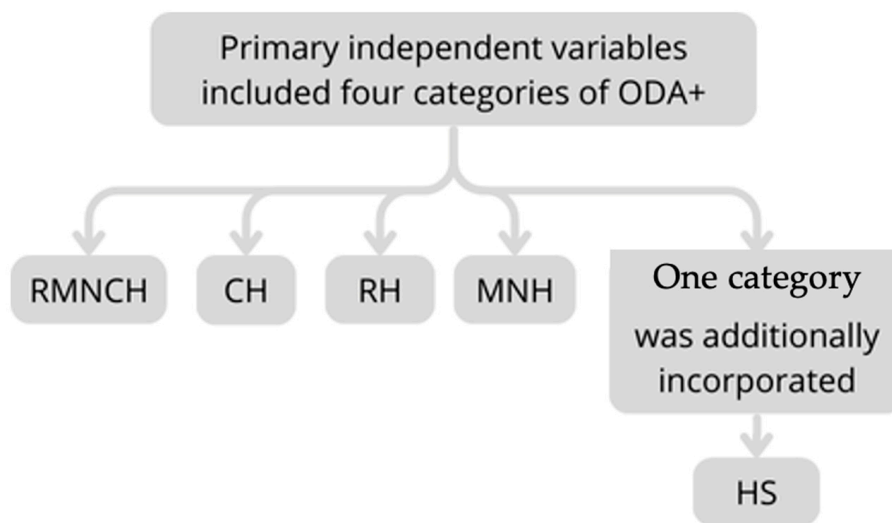 Primary independent variables
included four categories of ODA+
RMNCH
CH
RH
MNH
One category
was additionally
incorporated
HS